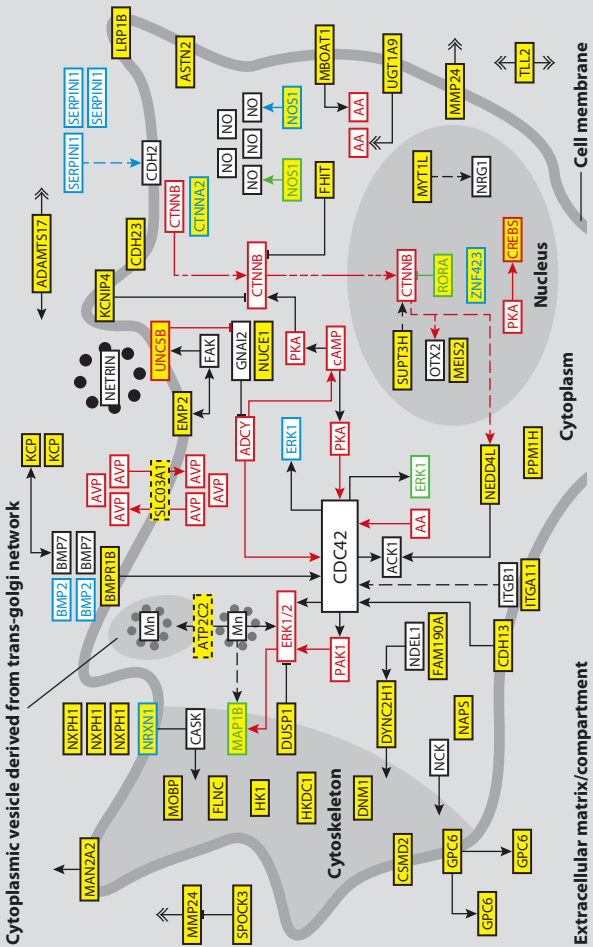 Cytoplasmic vesicle derived from trans-golgi network
MAN2A2
MMP24
SPOCK3
NXPH1
NXPH1
NXPH1
NRXN1
CASK
MOBP
FLNC
HK1
HKDC1
Cytoskeleton
MAP1B
DUSP1
Mn
ATP2C2
Mn
ERK1/2
PAK1
BMP2
BMP2
BMP7
BMP7
BMPR1B
KCP
KCP
AVP
AVP
AVP
SLC03A1
AVP
AVP
AVP
NETRIN
EMP2
FAK
UNC5B
GNAI2
NUCE1
ADCY
cAMP
PKA
PKA
ERK1
ERK1
CDC42
AA
ACK1
KCNIP4
CDH23
ADAMTS17
SERPINI1
SERPINI1
SERPINI1
CDH2
CTNNB
CTNNA2
CTNNB
LRP1B
ASTN2
NO
NO
NO
NO
NO
NO
NOS1
NOS1
FHIT
MBOAT1
UGT1A9
AA
AA
MMP24
TLL2
MYT1L
NRG1
CTNNB
RORA
ZNF423
PKA
CREBS
SUPT3H
OTX3
MEIS2
Nucleus
Cytoplasm
Cell membrane
NEDD4L
PPM1H
ITGB1
ITGA11
CDH13
NDEL1
FAM190A
DYNC2H1
DNM1
NAPS
NCK
CSMD2
GPC6
GPC6
GPC6
Extracellular matrix/compartment